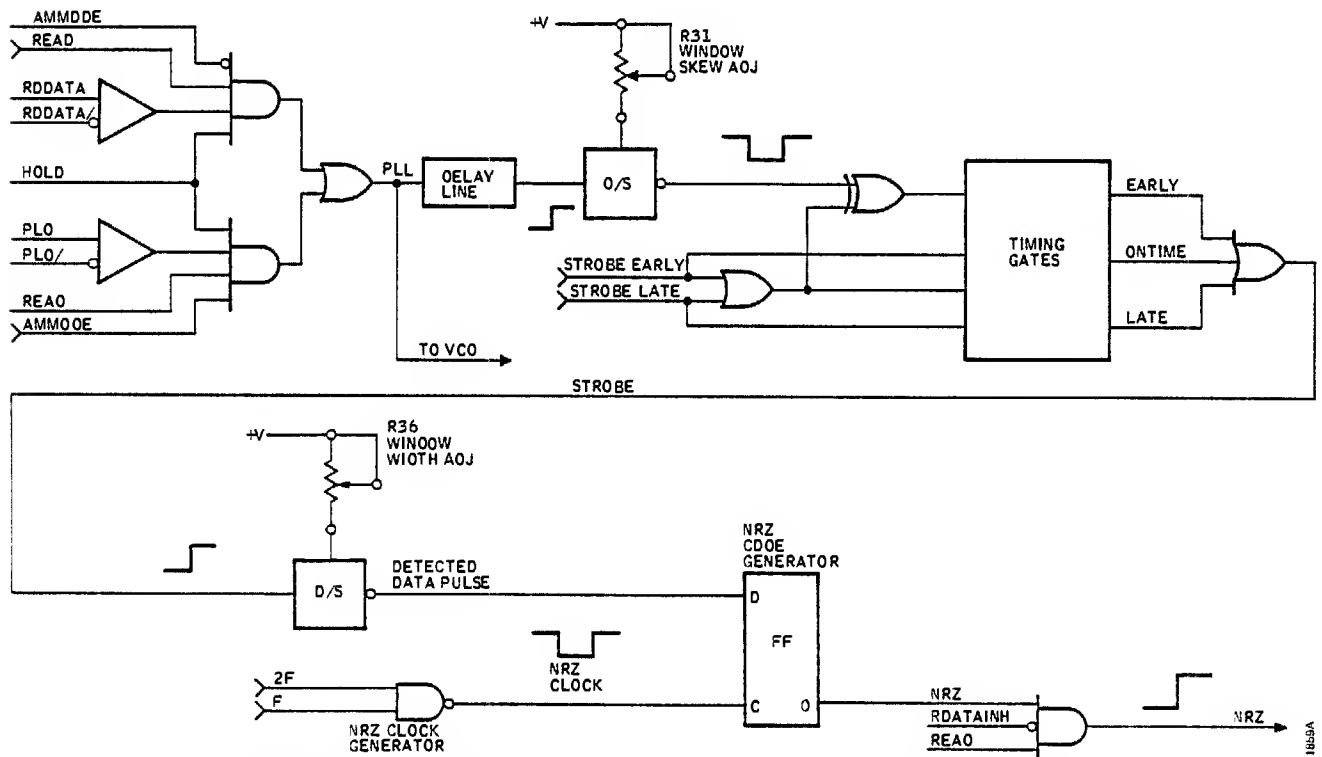 AMMDDE
READ
RDDATA
RDDATA/
HOLD
PLO
PLO/
REAO
AMMOOE
PLL
OELAY
LINE
TO VCO
+V
R31
WINDOW
SKEW AOJ
O/S
STROBE EARLY
STROBE LATE
TIMING
GATES
EARLY
ONTIME
LATE
STROBE
+V
R36
WINOOW
WIOTH AOJ
D/S
DETECTED
DATA PULSE
NRZ
CDOE
GENERATOR
D
FF
C
O
NRZ
CLOCK
2F
F
NRZ CLOCK
GENERATOR
NRZ
RDATAINH
REAO
NRZ
1859A